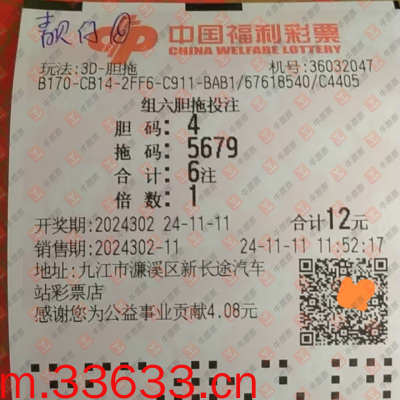 靓仔
中国福利彩票
CHINA WELFARE LOTTERY
玩法:3D-胆拖 机号:36032047
B170-CB14-2FF6-C911-BAB1/67618540/C4405
组六胆拖投注
胆 码: 4
拖 码: 5679
合 计: 6注
倍 数: 1
开奖期:2024302 24-11-11 合计12元
销售期:2024302-11 24-11-11 11:52:17
地址:九江市濂溪区新长途汽车
站彩票店
感谢您为公益事业贡献4.08元
m.33633.cn